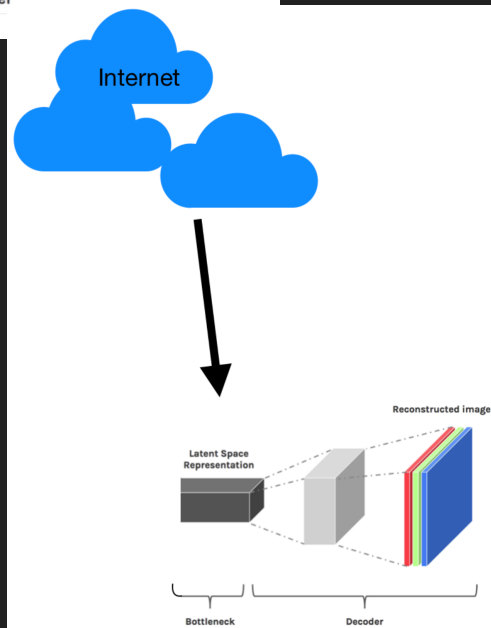 Internet
Reconstructed image
Latent Space
Representation
Bottleneck
Decoder